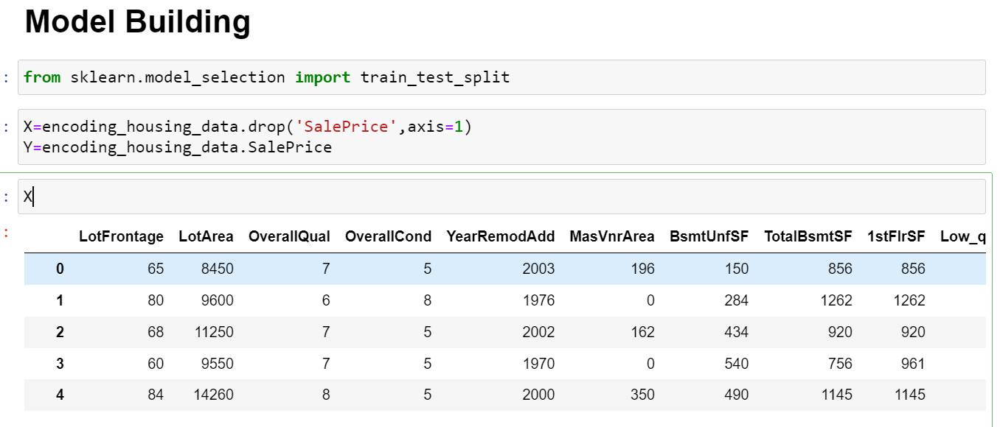 Model Building
: from sklearn.model_selection import train_test_split
: X=encoding_housing_data.drop('SalePrice',axis=1)
Y=encoding_housing_data.SalePrice
: X
:
LotFrontage LotArea OverallQual OverallCond YearRemodAdd MasVnrArea BsmtUnfSF TotalBsmtSF 1stFlrSF Low_q
0 65 8450 7 5 2003 196 150 856 856
1 80 9600 6 8 1976 0 284 1262 1262
2 68 11250 7 5 2002 162 434 920 920
3 60 9550 7 5 1970 0 540 756 961
4 84 14260 8 5 2000 350 490 1145 1145